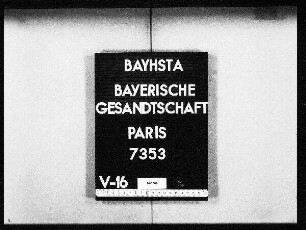 BAYHSTA
BAYERISCHE
GESANDTSCHAFT
PARIS
7353
V-16